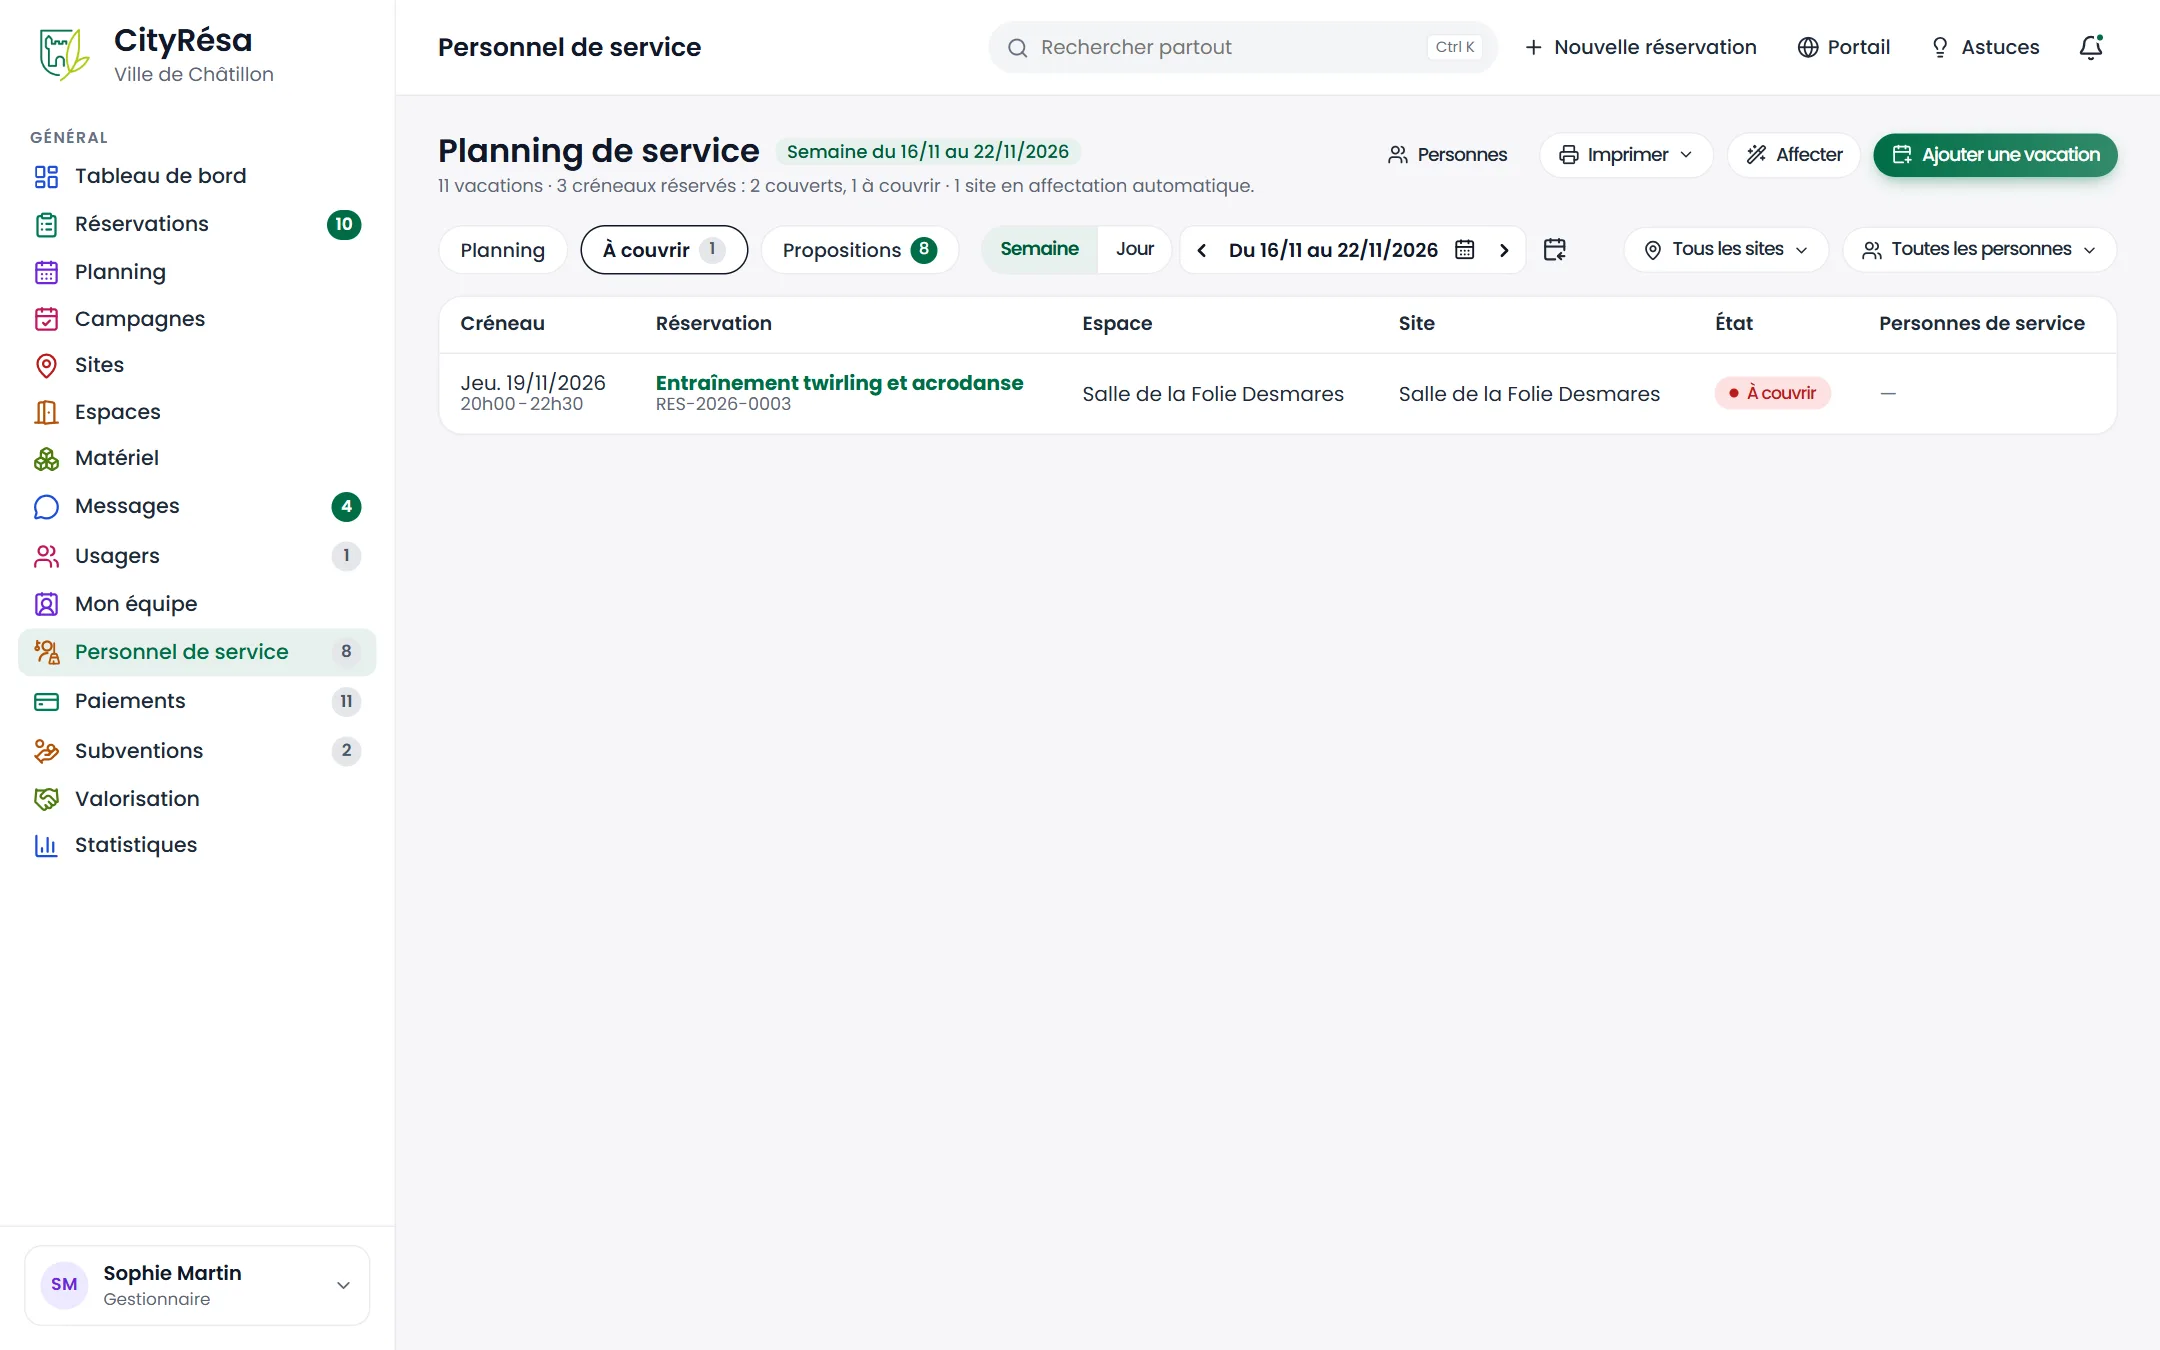 CityRésa
Ville de Châtillon
GÉNÉRAL
Tableau de bord
Réservations 10
Planning
Campagnes
Sites
Espaces
Matériel
Messages 4
Usagers 1
Mon équipe
Personnel de service 8
Paiements 11
Subventions 2
Valorisation
Statistiques
SM
Sophie Martin
Gestionnaire
Personnel de service
Rechercher partout Ctrl K
Nouvelle réservation
Portail
Astuces
Planning de service Semaine du 16/11 au 22/11/2026
11 vacations · 3 créneaux réservés : 2 couverts, 1 à couvrir · 1 site en affectation automatique.
Personnes
Imprimer
Affecter
Ajouter une vacation
Planning
À couvrir 1
Propositions 8
Semaine Jour
Du 16/11 au 22/11/2026
Tous les sites
Toutes les personnes
Créneau Réservation Espace Site État Personnes de service
Jeu. 19/11/2026
20h00 - 22h30
Entraînement twirling et acrodanse
RES-2026-0003
Salle de la Folie Desmares
Salle de la Folie Desmares
À couvrir
—